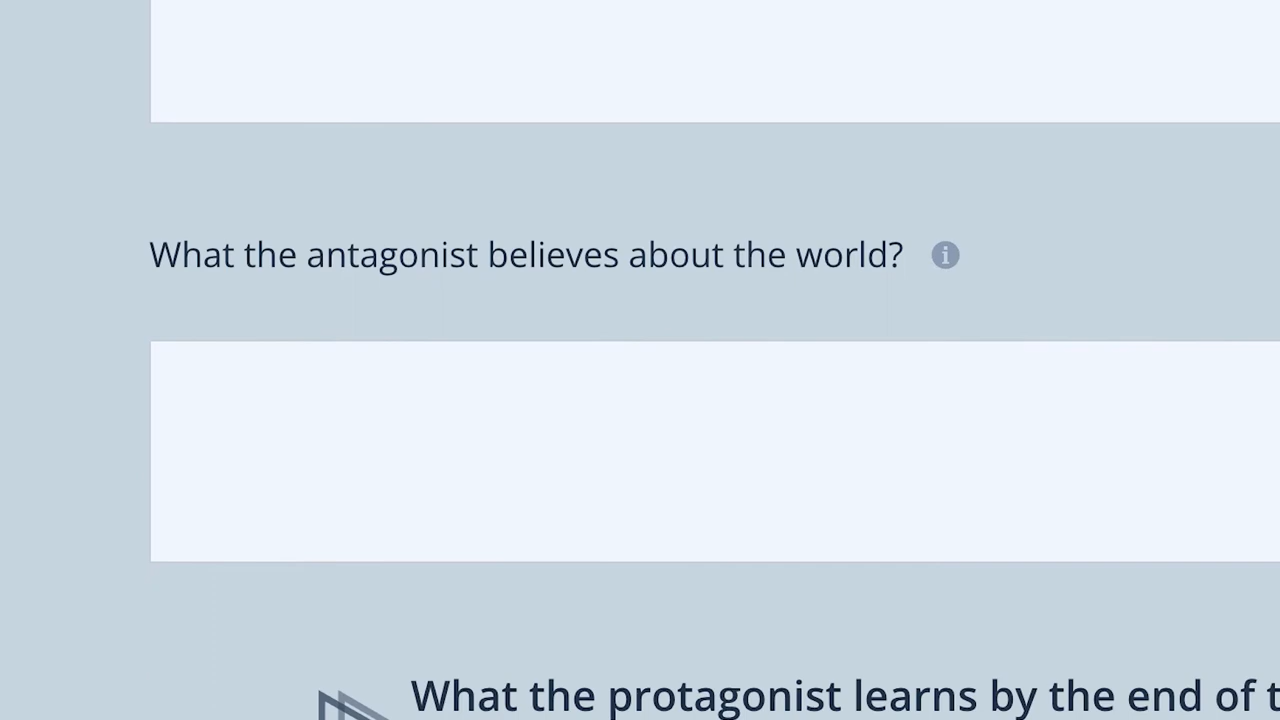 What the antagonist believes about the world?
What the protagonist learns by the end of